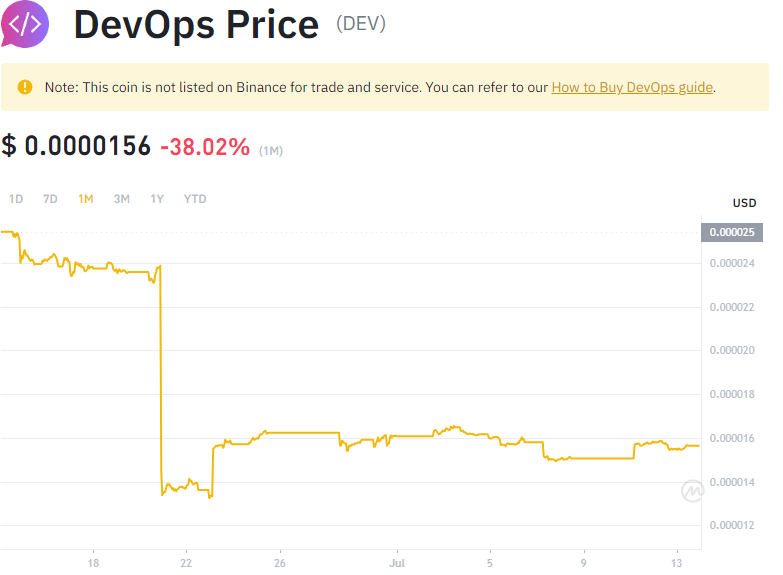 </>
DevOps Price (DEV)
Note: This coin is not listed on Binance for trade and service. You can refer to our How to Buy DevOps guide.
$ 0.0000156 -38.02% (1M)
1D 7D 1M 3M 1Y YTD
USD
0.000025
0.000024
0.000022
0.000020
0.000018
0.000016
0.000014
0.000012
18 22 26 Jul 5 9 13